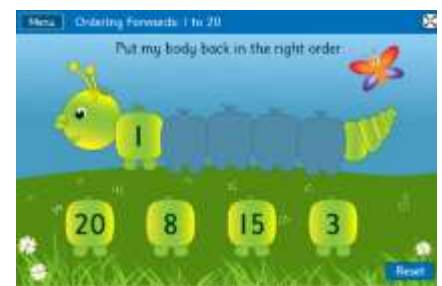 Menu Ordering Forwards: 1 to 20
Put my body back in the right order.
1
20 8 15 3
Reset